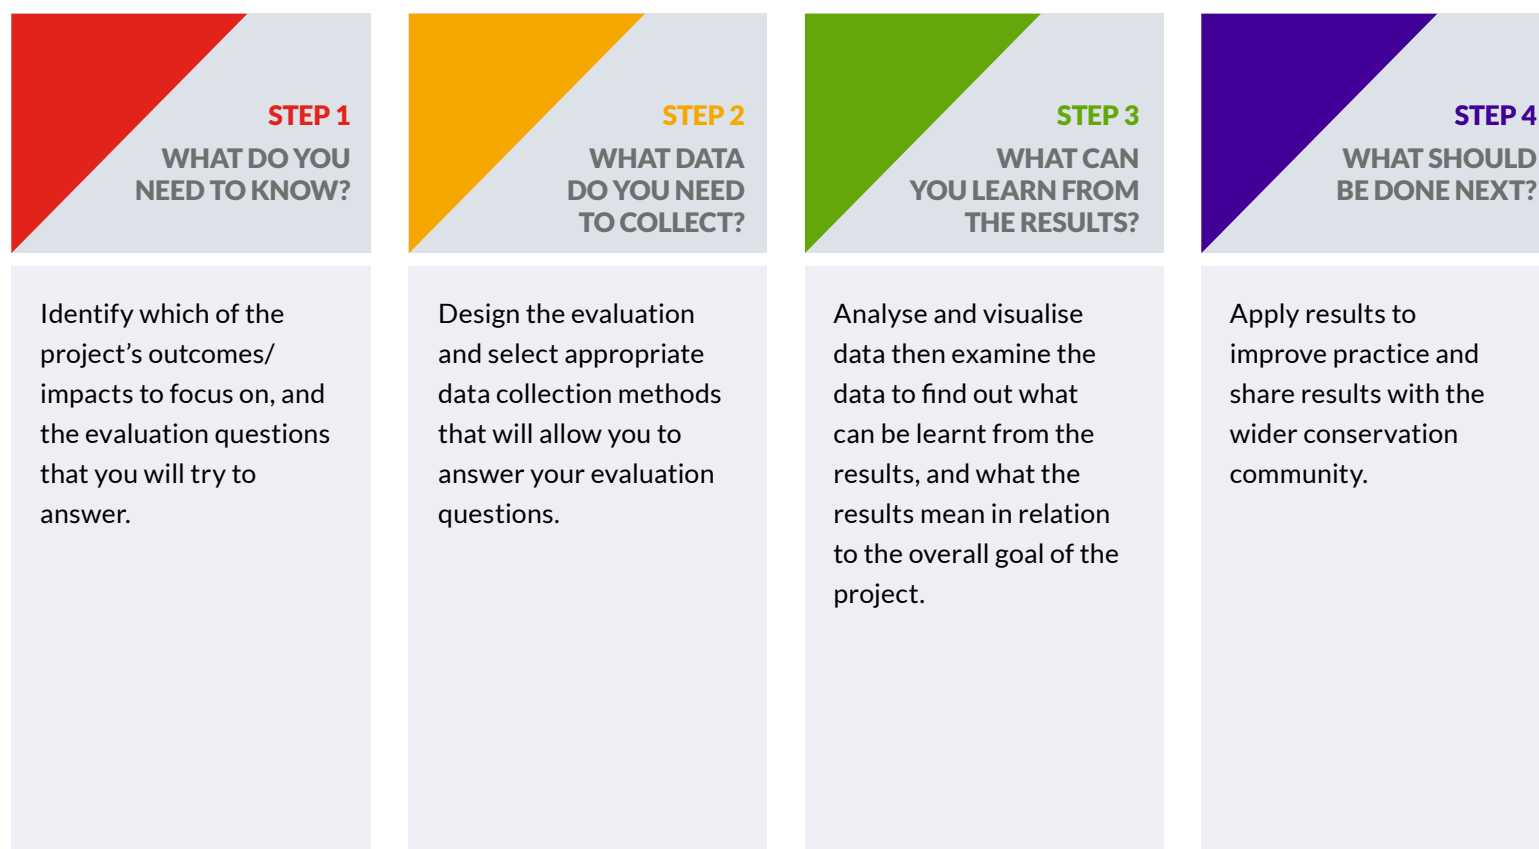 STEP 1
WHAT DO YOU
NEED TO KNOW?
Identify which of the
project’s outcomes/
impacts to focus on, and
the evaluation questions
that you will try to
answer.
STEP 2
WHAT DATA
DO YOU NEED
TO COLLECT?
Design the evaluation
and select appropriate
data collection methods
that will allow you to
answer your evaluation
questions.
STEP 3
WHAT CAN
YOU LEARN FROM
THE RESULTS?
Analyse and visualise
data then examine the
data to find out what
can be learnt from the
results, and what the
results mean in relation
to the overall goal of the
project.
STEP 4
WHAT SHOULD
BE DONE NEXT?
Apply results to
improve practice and
share results with the
wider conservation
community.